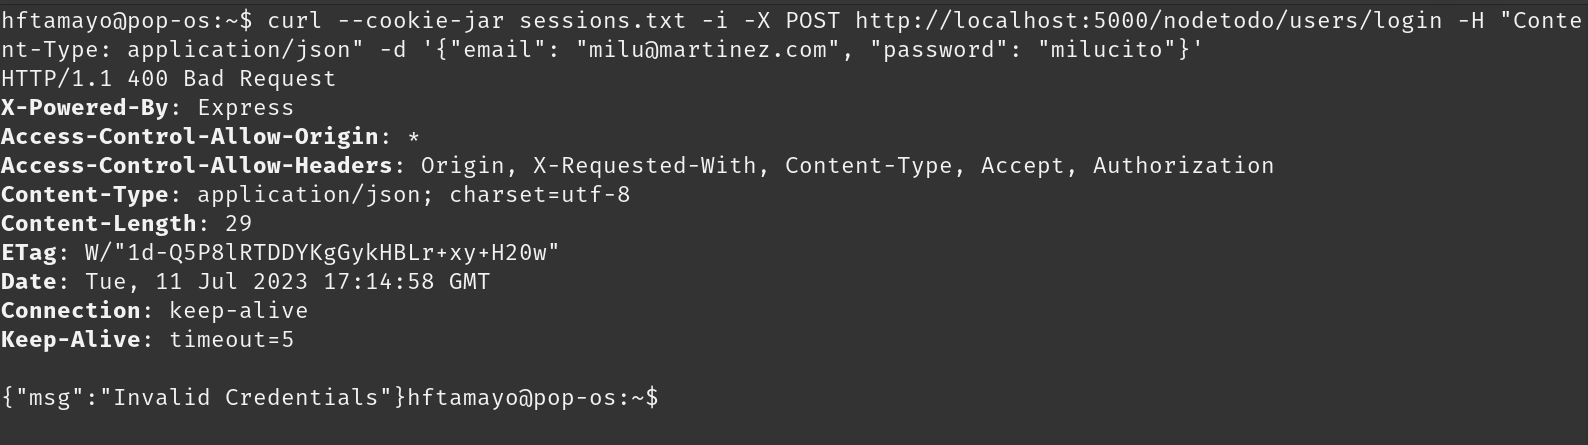 hftamayo@pop-os:~$ curl --cookie-jar sessions.txt -i -X POST http://localhost:5000/nodetodo/users/login -H "Conte
nt-Type: application/json" -d '{"email": "milu@martinez.com", "password": "milucito"}'
HTTP/1.1 400 Bad Request
X-Powered-By: Express
Access-Control-Allow-Origin: *
Access-Control-Allow-Headers: Origin, X-Requested-With, Content-Type, Accept, Authorization
Content-Type: application/json; charset=utf-8
Content-Length: 29
ETag: W/"1d-Q5P8lRTDDYKgGykHBLr+xy+H20w"
Date: Tue, 11 Jul 2023 17:14:58 GMT
Connection: keep-alive
Keep-Alive: timeout=5
{"msg":"Invalid Credentials"}hftamayo@pop-os:~$